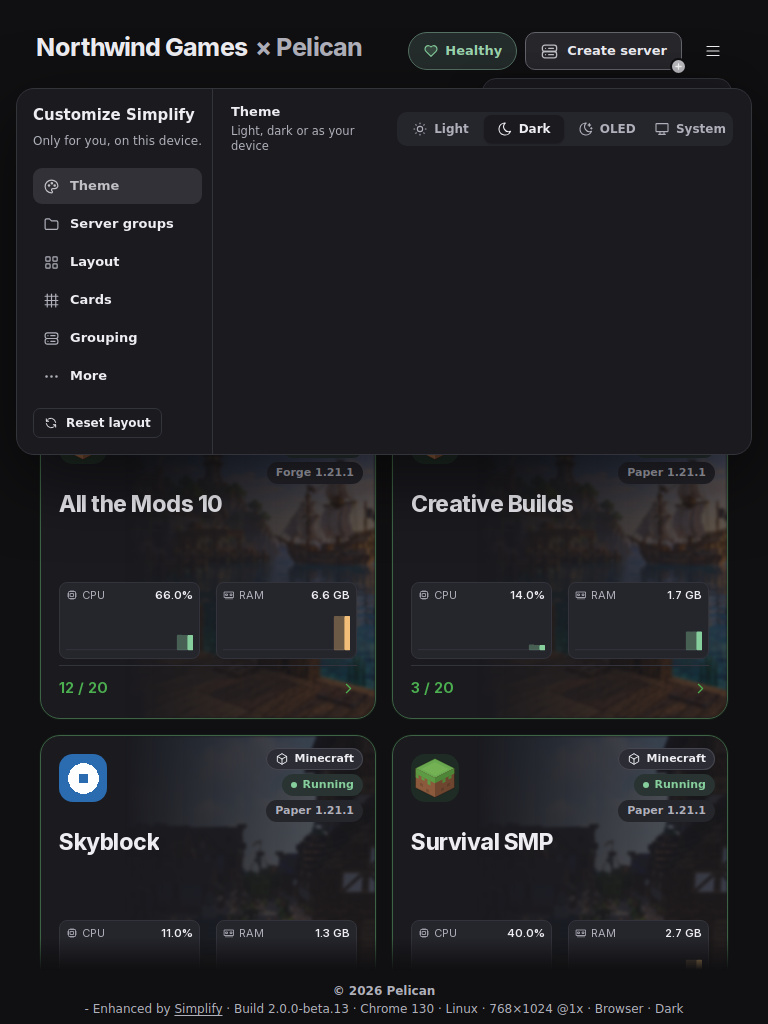 Northwind Games × Pelican
Healthy
Create server
Customize Simplify
Only for you, on this device.
Theme
Server groups
Layout
Cards
Grouping
More
Reset layout
Theme
Light, dark or as your
device
Light
Dark
OLED
System
Forge 1.21.1
All the Mods 10
CPU 66.0%
RAM 6.6 GB
12 / 20
Paper 1.21.1
Creative Builds
CPU 14.0%
RAM 1.7 GB
3 / 20
Minecraft
Running
Paper 1.21.1
Skyblock
CPU 11.0%
RAM 1.3 GB
Minecraft
Running
Paper 1.21.1
Survival SMP
CPU 40.0%
RAM 2.7 GB
© 2026 Pelican
- Enhanced by Simplify · Build 2.0.0-beta.13 · Chrome 130 · Linux · 768×1024 @1x · Browser · Dark